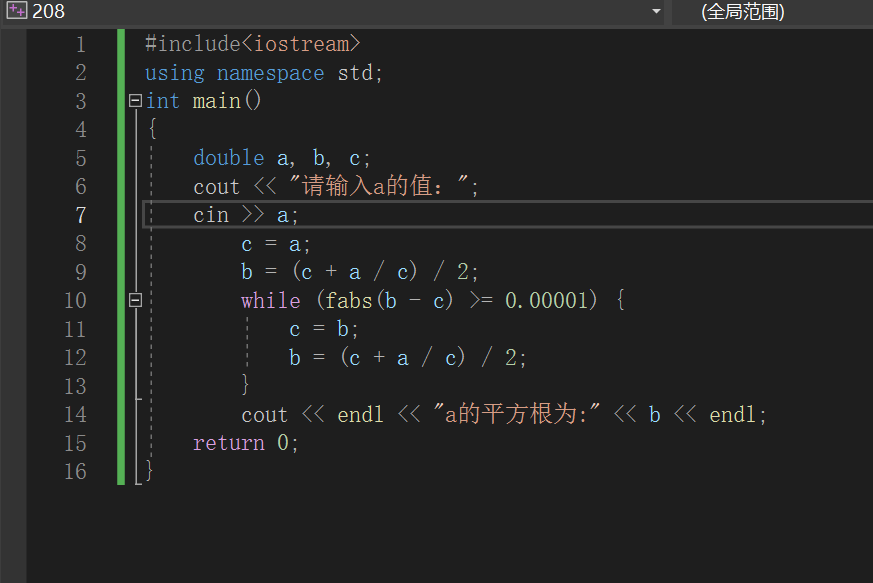 208 (全局范围)
1 #include<iostream>
2 using namespace std;
3 int main()
4 {
5 double a, b, c;
6 cout << "请输入a的值：";
7 cin >> a;
8 c = a;
9 b = (c + a / c) / 2;
10 while (fabs(b - c) >= 0.00001) {
11 c = b;
12 b = (c + a / c) / 2;
13 }
14 cout << endl << "a的平方根为:" << b << endl;
15 return 0;
16 }